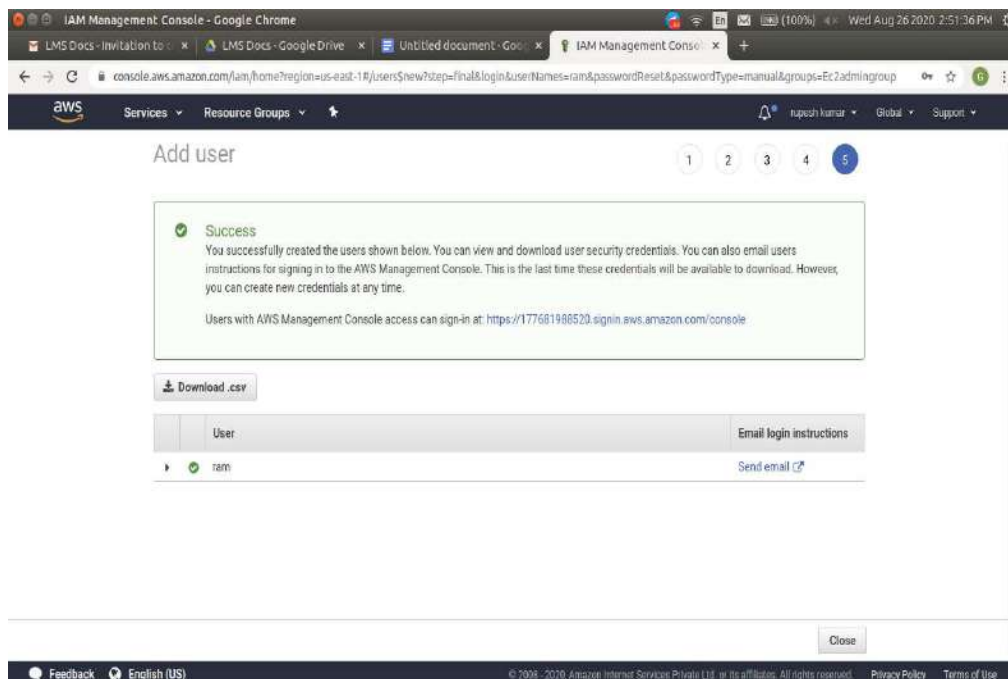 IAM Management Console - Google Chrome
En (100%) Wed Aug 26 2020 2:51:36 PM
LMS Docs - Invitation to c × LMS Docs - Google Drive × Untitled document - Goo × IAM Management Consol × +
console.aws.amazon.com/iam/home?region=us-east-1#/users$new?step=final&login&userNames=ram&passwordReset&passwordType=manual&groups=Ec2admingroup G
aws Services Resource Groups rupesh kumar Global Support
Add user 1 2 3 4 5
Success
You successfully created the users shown below. You can view and download user security credentials. You can also email users
instructions for signing in to the AWS Management Console. This is the last time these credentials will be available to download. However,
you can create new credentials at any time.
Users with AWS Management Console access can sign-in at: https://177681988520.signin.aws.amazon.com/console
Download .csv
User Email login instructions
ram Send email
Close
Feedback English (US) © 2008 - 2020, Amazon Internet Services Private Ltd. or its affiliates. All rights reserved. Privacy Policy Terms of Use